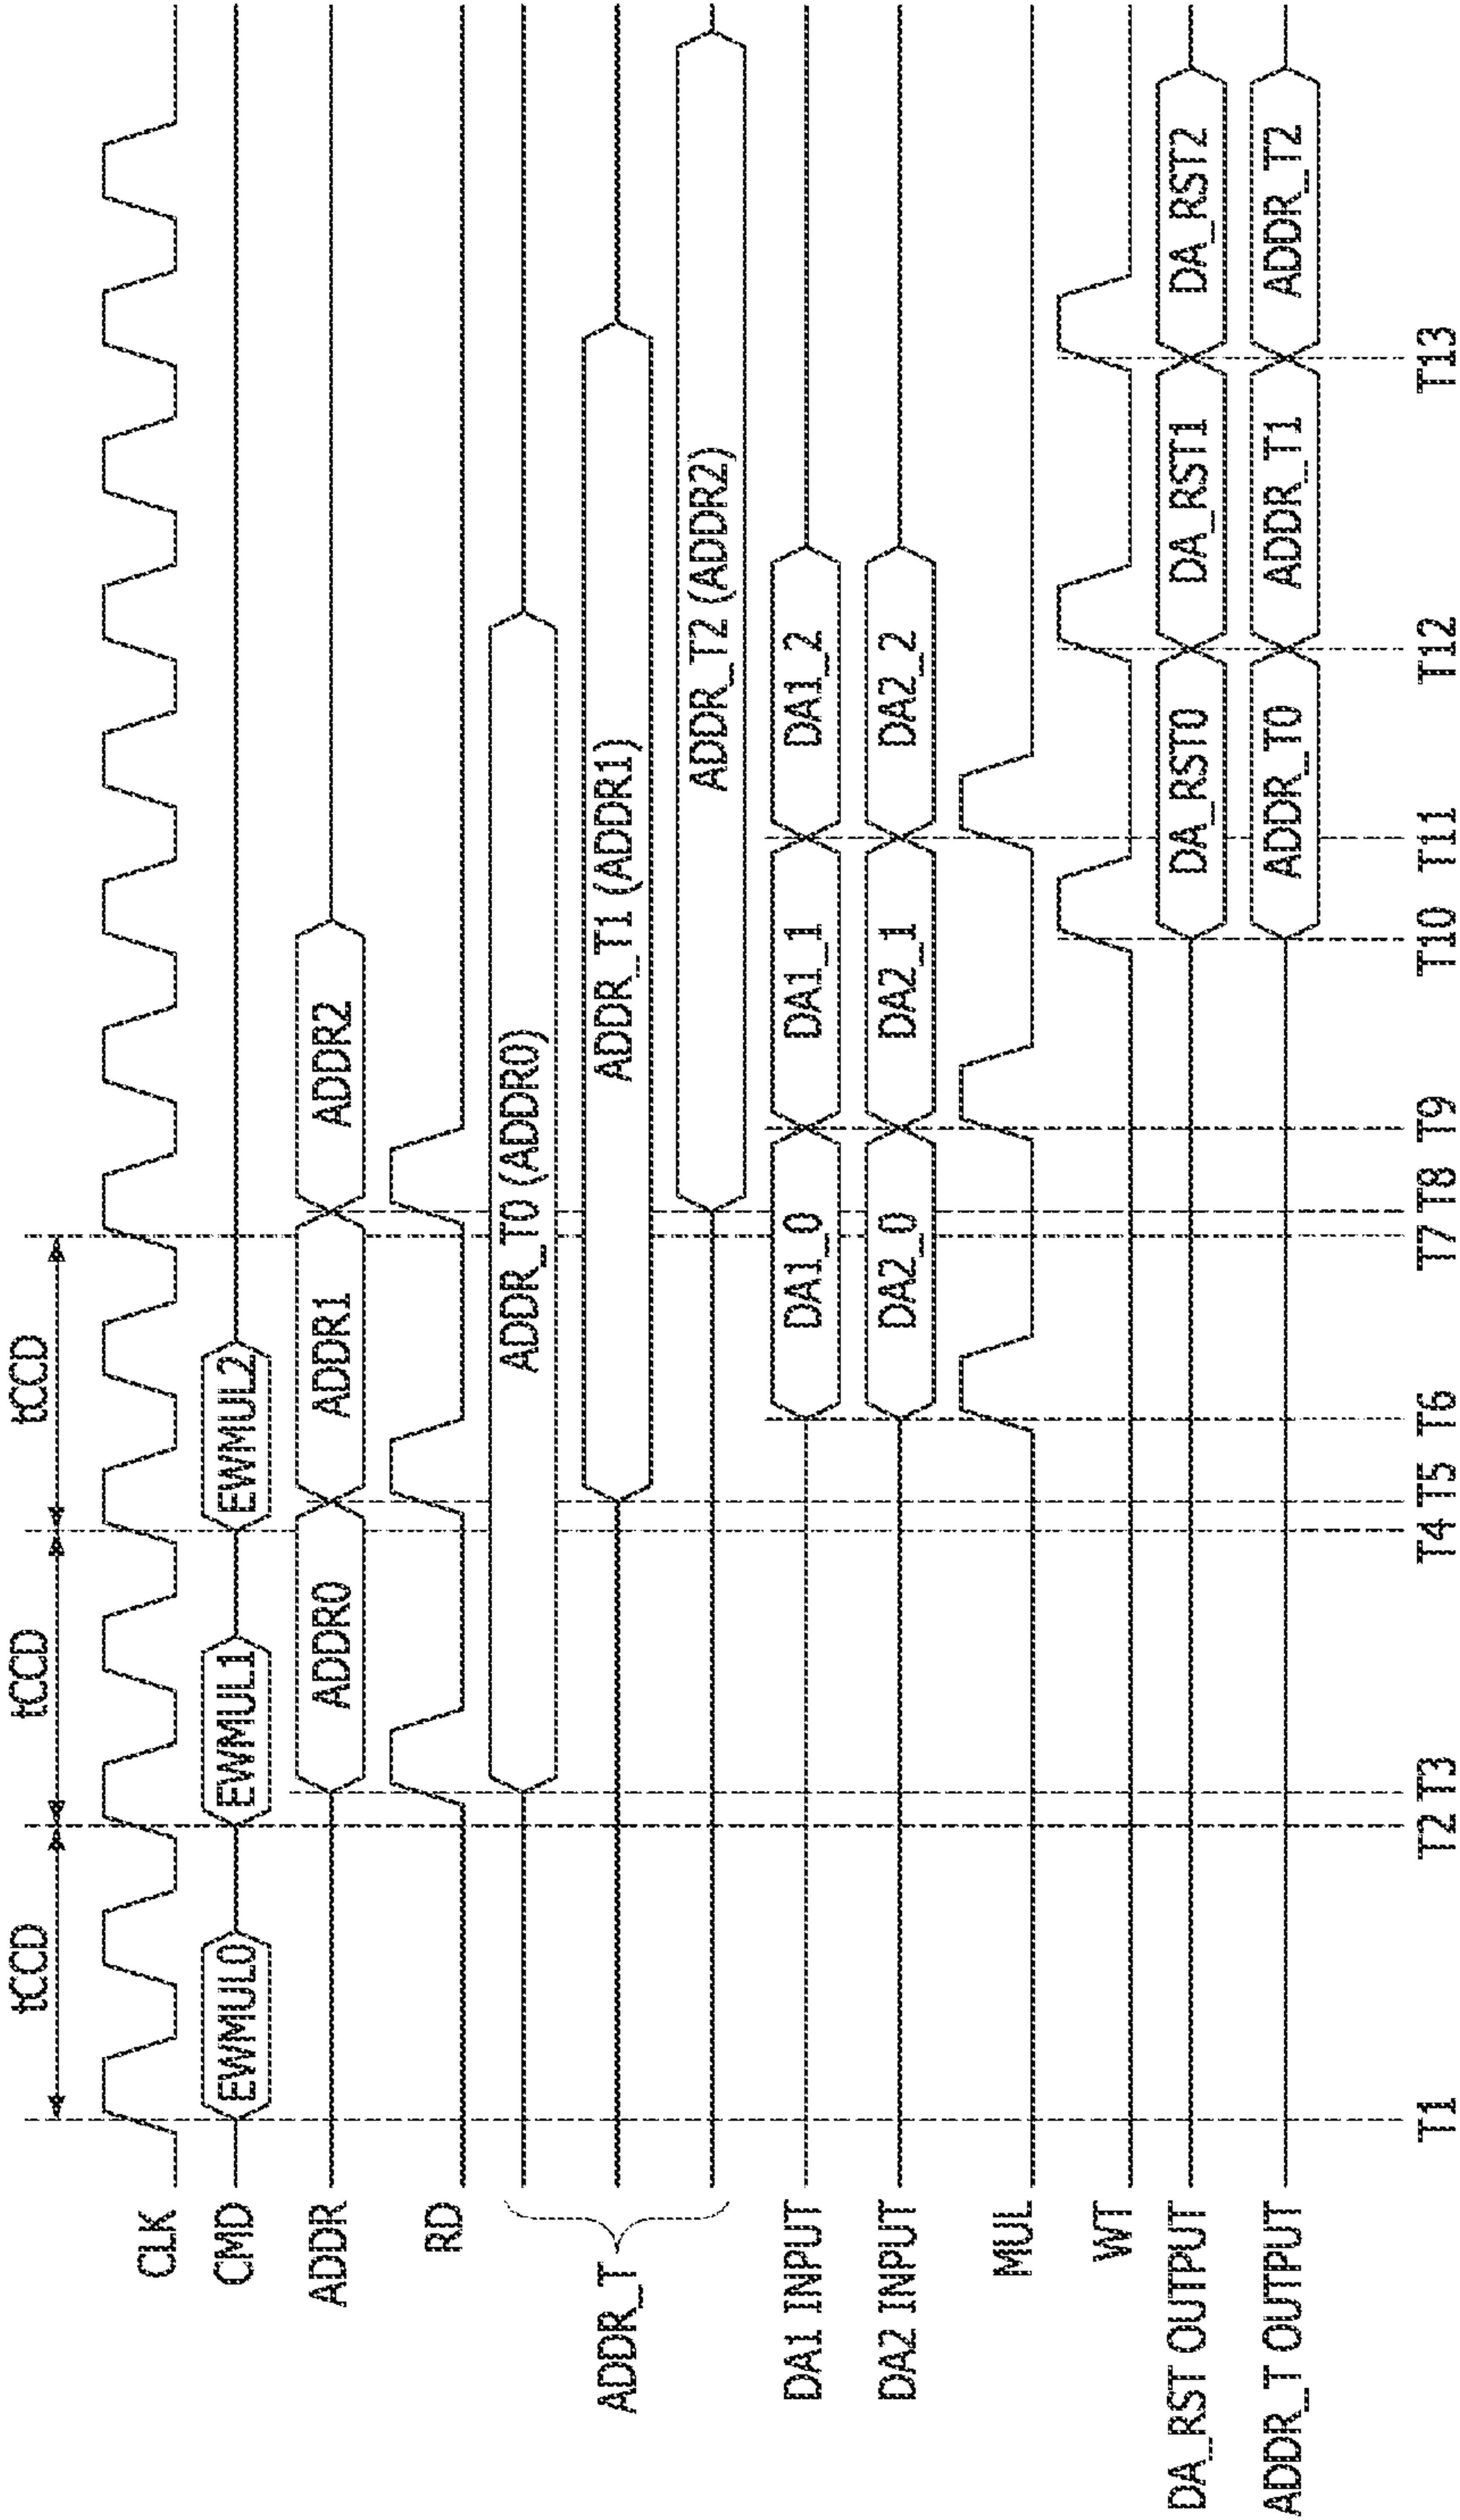 tCCD tCCD tCCD
CLK
CMD EWMUL0 EWMUL1 EWMUL2
ADDR ADDR0 ADDR1 ADDR2
RD
ADDR_T
ADDR_T0 (ADDR0)
ADDR_T1 (ADDR1)
ADDR_T2 (ADDR2)
DA1 INPUT DA1_0 DA1_1 DA1_2
DA2 INPUT DA2_0 DA2_1 DA2_2
MUL
WT
DA_RST OUTPUT DA_RST0 DA_RST1 DA_RST2
ADDR_T OUTPUT ADDR_T0 ADDR_T1 ADDR_T2
T1 T2 T3 T4 T5 T6 T7 T8 T9 T10 T11 T12 T13